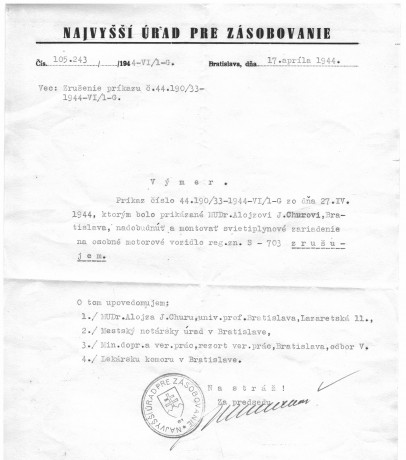 NAJVYŠŠÍ ÚRAD PRE ZÁSOBOVANIE
Čís. 105.243/ /1944-VI/1-G. Bratislava, dňa 17.apríla 1944.
Vec: Zrušenie príkazu č.44.190/33-
1944-VI/1-G.
V ý m e r .
Príkaz číslo 44.190/33-1944-VI/1-G zo dňa 27.IV.
1944, ktorým bolo prikázané MUDr.Alojzovi J.Churovi,Bra-
tislava, nadobudnúť a montovať svietiplynové zariedenie
na osobné motorové vozidlo reg.zn. S - 703 z r u š u -
j e m.
O tom upovedomujem:
1./ MUDr.Alojza J.Churu,univ.prof.Bratislava,Lazaretská 11.,
2./ Mestský notársky úrad v Bratislave,
3./ Min.dopr.a ver.prác,rezort ver.prác,Bratislava,odbor V.
4./ Lekársku komoru v Bratislave.
Na stráž!
Za predsedu
NAJVYŠŠÍ ÚRAD PRE ZÁSOBOVANIE